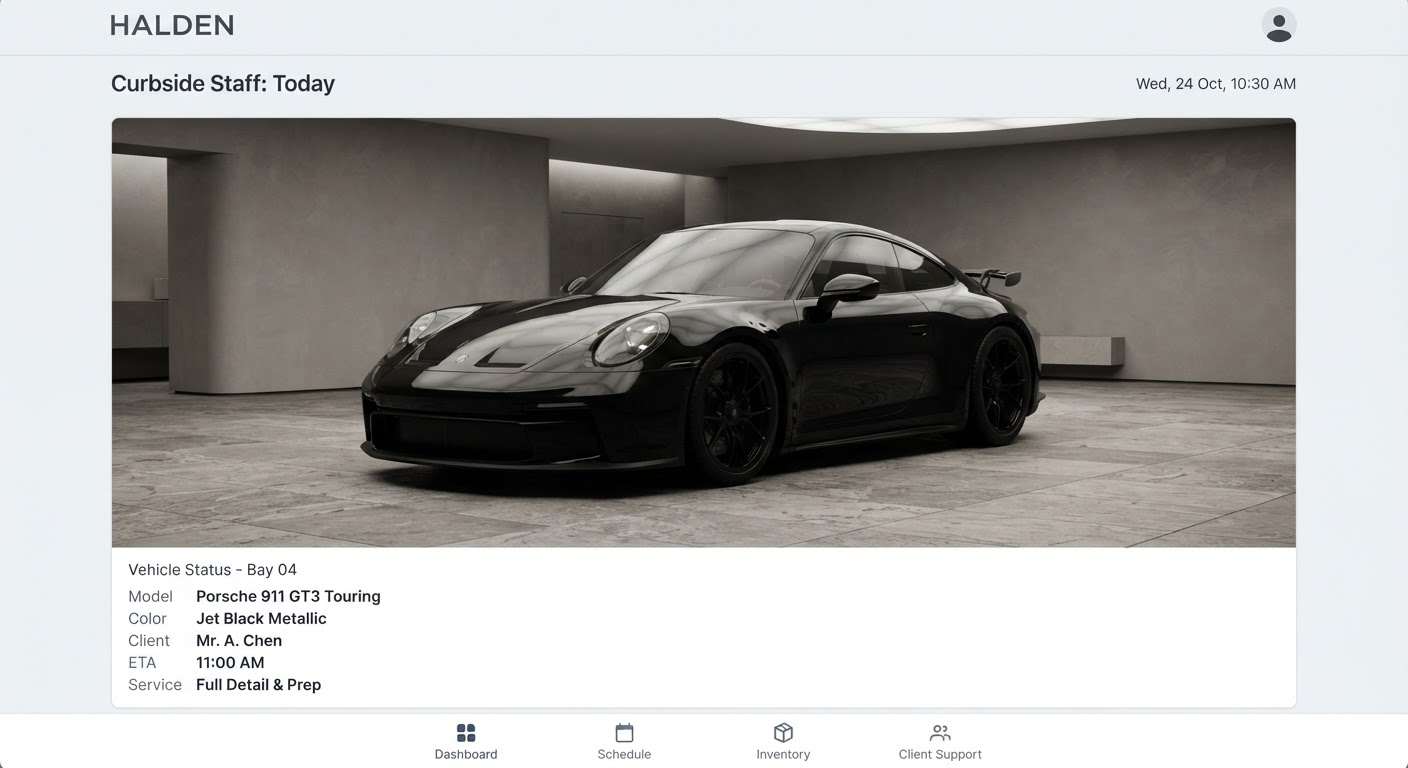 HALDEN
Curbside Staff: Today
Wed, 24 Oct, 10:30 AM
Vehicle Status - Bay 04
Model Porsche 911 GT3 Touring
Color Jet Black Metallic
Client Mr. A. Chen
ETA 11:00 AM
Service Full Detail & Prep
Dashboard
Schedule
Inventory
Client Support